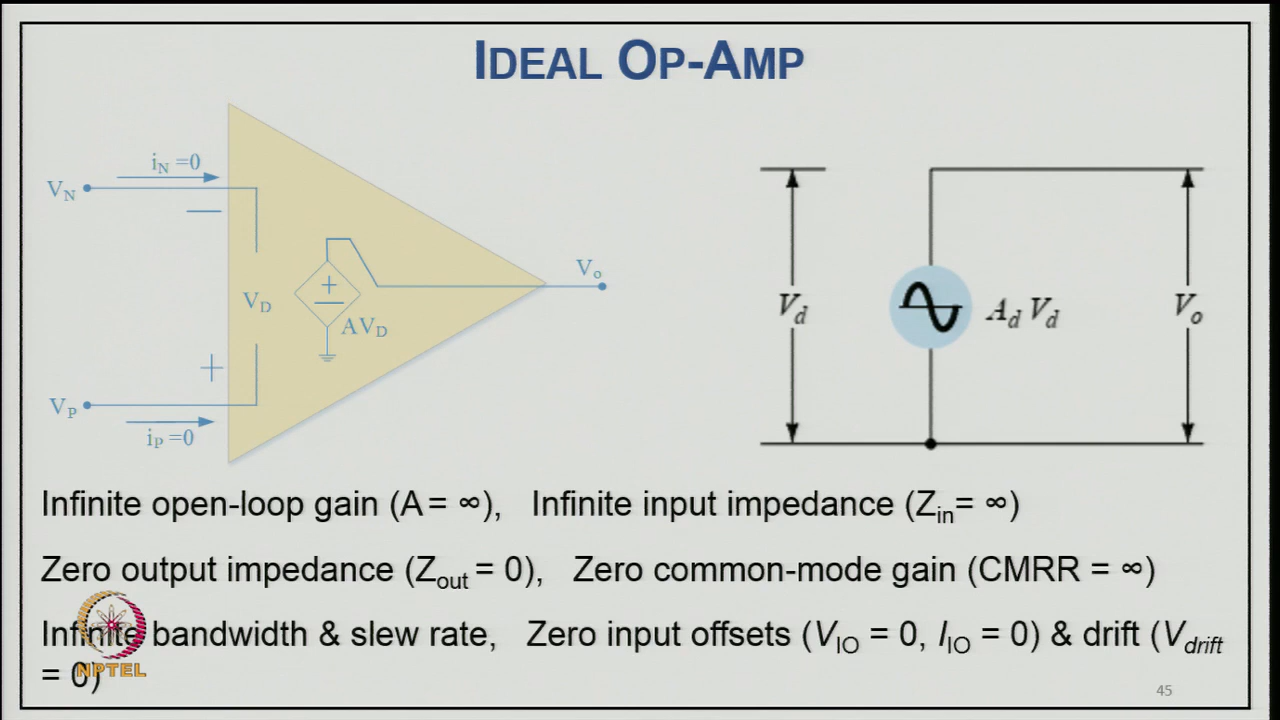 IDEAL OP-AMP
iN =0
VN
−
VD
+
−
AVD
Vo
+
VP
iP =0
Vd
Ad Vd
Vo
Infinite open-loop gain (A = ∞), Infinite input impedance (Zin= ∞)
Zero output impedance (Zout = 0), Zero common-mode gain (CMRR = ∞)
Infinite bandwidth & slew rate, Zero input offsets (VIO = 0, IIO = 0) & drift (Vdrift
= 0)
NPTEL
45